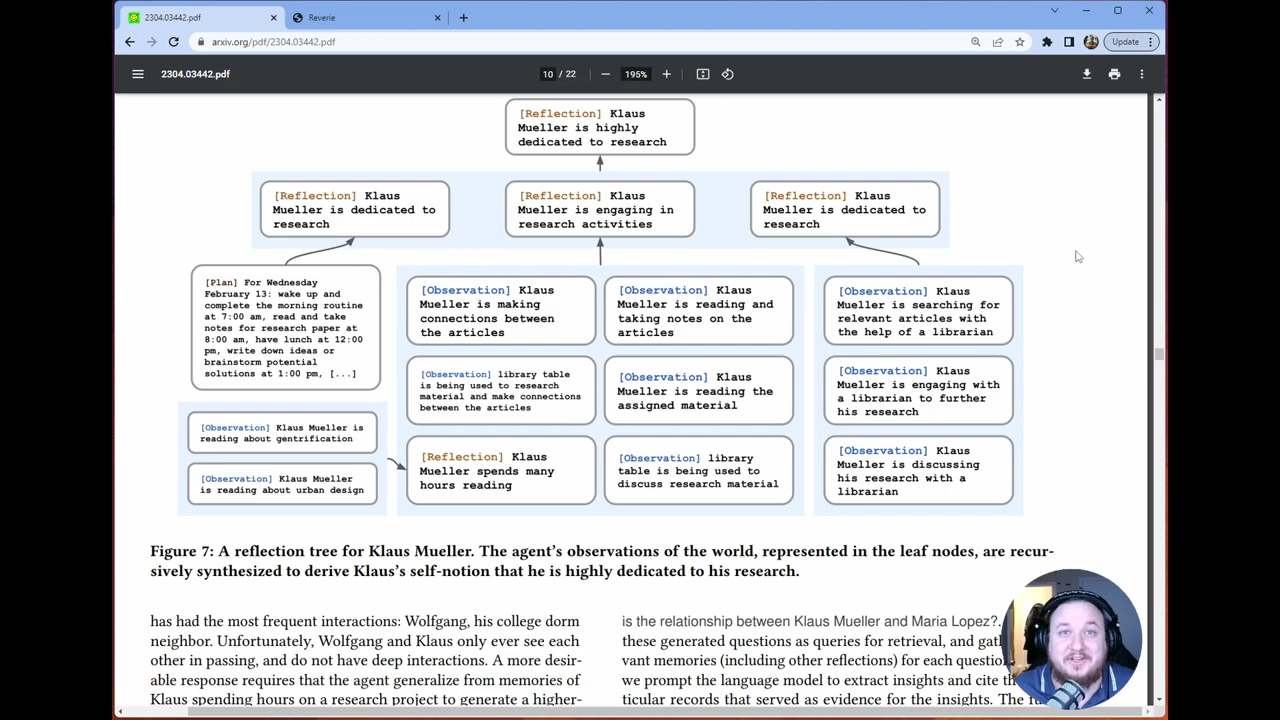 2304.03442.pdf
Reverie
arxiv.org/pdf/2304.03442.pdf
Update
2304.03442.pdf
10 / 22
195%
[Reflection] Klaus
Mueller is highly
dedicated to research
[Reflection] Klaus
Mueller is dedicated to
research
[Reflection] Klaus
Mueller is engaging in
research activities
[Reflection] Klaus
Mueller is dedicated to
research
[Plan] For Wednesday
February 13: wake up and
complete the morning routine
at 7:00 am, read and take
notes for research paper at
8:00 am, have lunch at 12:00
pm, write down ideas or
brainstorm potential
solutions at 1:00 pm, [...]
[Observation] Klaus Mueller is
reading about gentrification
[Observation] Klaus Mueller
is reading about urban design
[Observation] Klaus
Mueller is making
connections between
the articles
[Observation] Klaus
Mueller is reading and
taking notes on the
articles
[Observation] library table
is being used to research
material and make connections
between the articles
[Observation] Klaus
Mueller is reading the
assigned material
[Reflection] Klaus
Mueller spends many
hours reading
[Observation] library
table is being used to
discuss research material
[Observation] Klaus
Mueller is searching for
relevant articles with
the help of a librarian
[Observation] Klaus
Mueller is engaging with
a librarian to further
his research
[Observation] Klaus
Mueller is discussing
his research with a
librarian
Figure 7: A reflection tree for Klaus Mueller. The agent's observations of the world, represented in the leaf nodes, are recur-
sively synthesized to derive Klaus's self-notion that he is highly dedicated to his research.
has had the most frequent interactions: Wolfgang, his college dorm
neighbor. Unfortunately, Wolfgang and Klaus only ever see each
other in passing, and do not have deep interactions. A more desir-
able response requires that the agent generalize from memories of
Klaus spending hours on a research project to generate a higher-
is the relationship between Klaus Mueller and Maria Lopez?.
these generated questions as queries for retrieval, and gath
vant memories (including other reflections) for each question
we prompt the language model to extract insights and cite th
ticular records that served as evidence for the insights. The